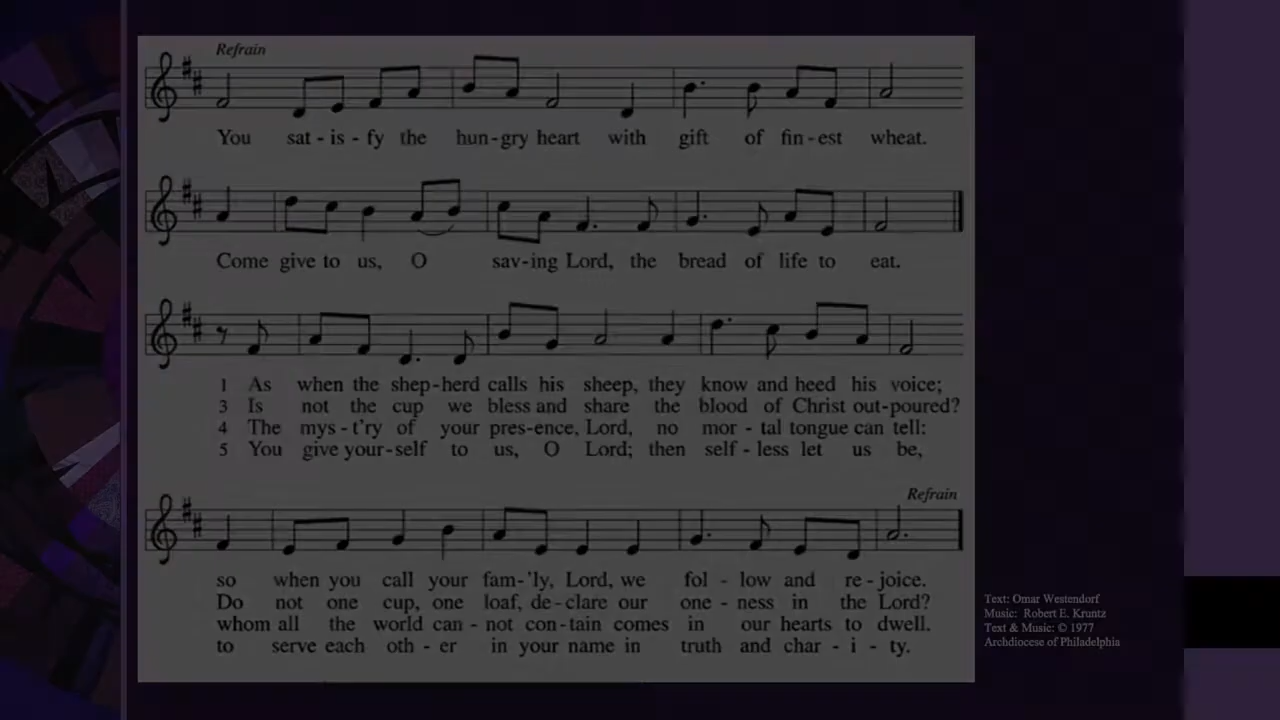 Refrain
You sat - is - fy the hun - gry heart with gift of fin - est wheat.
Come give to us, O sav - ing Lord, the bread of life to eat.
1 As when the shep - herd calls his sheep, they know and heed his voice;
3 Is not the cup we bless and share the blood of Christ out - poured?
4 The mys - t'ry of your pres - ence, Lord, no mor - tal tongue can tell:
5 You give your - self to us, O Lord; then self - less let us be,
Refrain
so when you call your fam - 'ly, Lord, we fol - low and re - joice.
Do not one cup, one loaf, de - clare our one - ness in the Lord?
whom all the world can - not con - tain comes in our hearts to dwell.
to serve each oth - er in your name in truth and char - i - ty.
Text: Omar Westendorf
Music: Robert E. Kruntz
Text & Music: © 1977
Archdiocese of Philadelphia